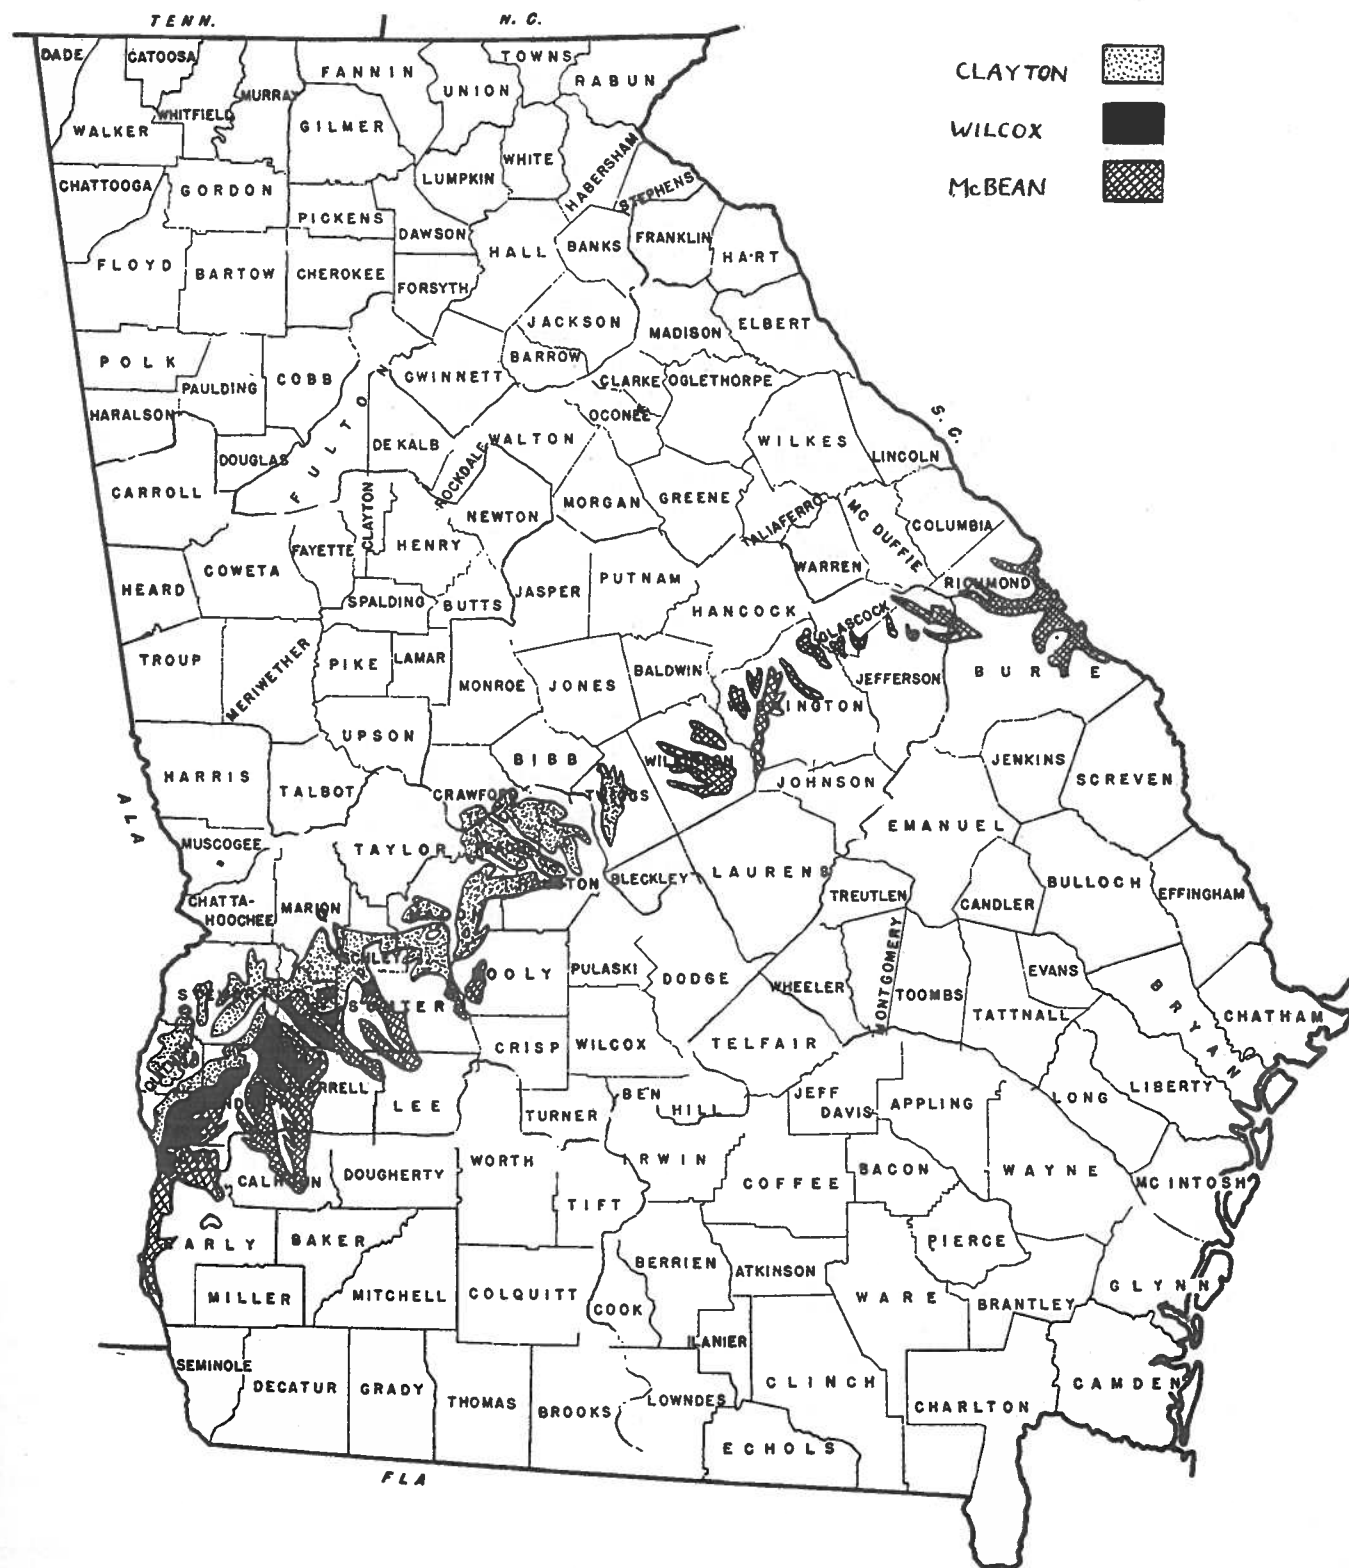 TENN.
N. C.
DADE
CATOOSA
FANNIN
TOWNS
RABUN
CLAYTON
UNION
MURRAY
WHITFIELD
WALKER
GILMER
WILCOX
WHITE
HABERSHAM
LUMPKIN
McBEAN
CHATTOOGA
GORDON
STEPHENS
PICKENS
DAWSON
HALL
BANKS
FRANKLIN
HART
FLOYD
BARTOW
CHEROKEE
FORSYTH
JACKSON
MADISON
ELBERT
POLK
BARROW
PAULDING
COBB
GWINNETT
CLARKE
OGLETHORPE
HARALSON
FULTON
OCONEE
S. C.
DE KALB
WALTON
WILKES
DOUGLAS
ROCKDALE
LINCOLN
CARROLL
CLAYTON
NEWTON
MORGAN
GREENE
TALIAFERRO
MC DUFFIE
COLUMBIA
FAYETTE
HENRY
COWETA
WARREN
RICHMOND
HEARD
SPALDING
BUTTS
JASPER
PUTNAM
HANCOCK
GLASCOCK
TROUP
MERIWETHER
PIKE
LAMAR
MONROE
JONES
BALDWIN
JEFFERSON
BURKE
UPSON
BIBB
HARRIS
TALBOT
CRAWFORD
JOHNSON
JENKINS
SCREVEN
ALA
MUSCOGEE
TAYLOR
EMANUEL
BLECKLEY
LAURENS
TREUTLEN
BULLOCH
EFFINGHAM
CHATTA-
HOOCHEE
MARION
CANDLER
MONTGOMERY
SCHLEY
PULASKI
DODGE
WHEELER
TOOMBS
EVANS
BRYAN
TATTNALL
CHATHAM
CRISP
WILCOX
TELFAIR
LEE
TURNER
BEN
HILL
JEFF
DAVIS
APPLING
LONG
LIBERTY
CALHOUN
DOUGHERTY
WORTH
IRWIN
COFFEE
BACON
WAYNE
MC INTOSH
TIFT
EARLY
BAKER
BERRIEN
PIERCE
ATKINSON
MILLER
MITCHELL
COLQUITT
COOK
WARE
BRANTLEY
GLYNN
LANIER
SEMINOLE
DECATUR
GRADY
THOMAS
BROOKS
LOWNDES
CLINCH
CHARLTON
CAMDEN
ECHOLS
FLA